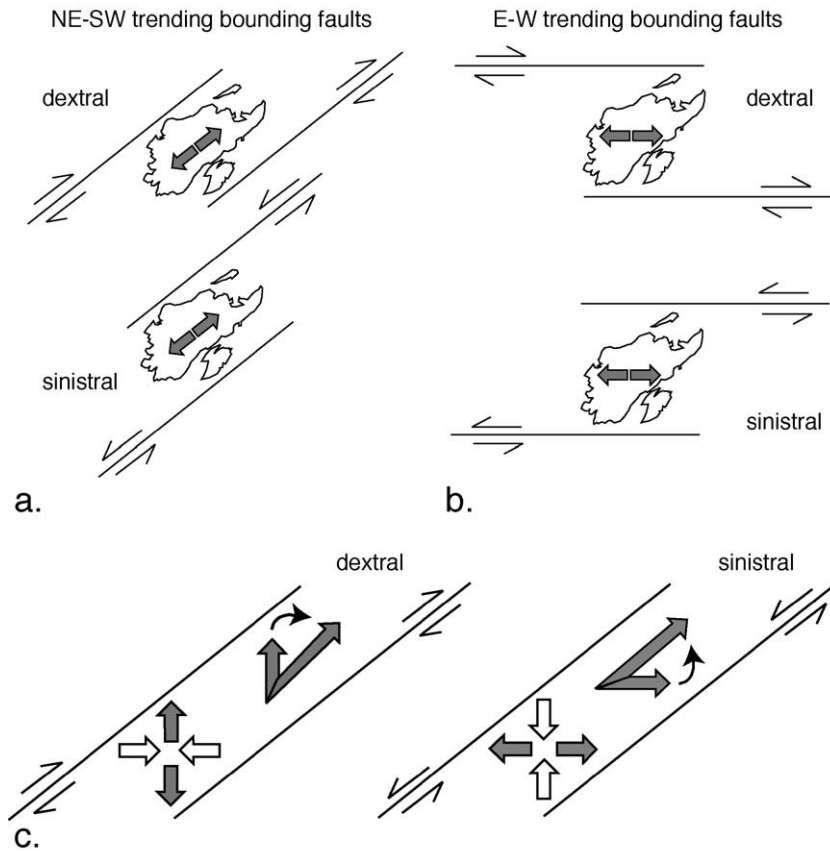 NE-SW trending bounding faults
E-W trending bounding faults
dextral
dextral
sinistral
sinistral
a.
b.
dextral
sinistral
c.